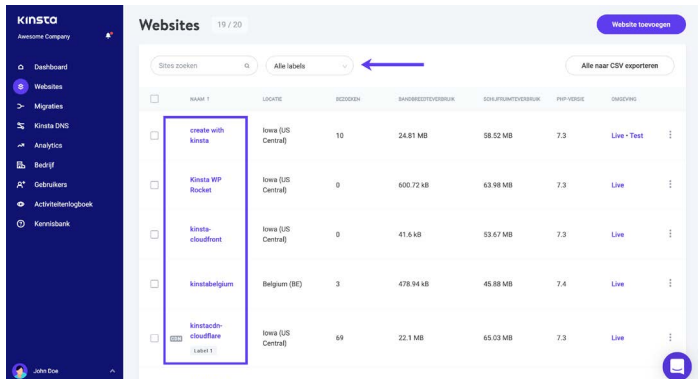 KINSTA
Awesome Company
Dashboard
Websites
Migraties
Kinsta DNS
Analytics
Bedrijf
Gebruikers
Activiteitenlogboek
Kennisbank
John Doe
Websites 19 / 20
Website toevoegen
Sites zoeken
Alle labels
Alle naar CSV exporteren
NAAM ↑ LOCATIE BEZOEKEN BANDBREEDTEVERBRUIK SCHIJFRUIMTEVERBRUIK PHP-VERSIE OMGEVING
create with kinsta Iowa (US Central) 10 24.81 MB 58.52 MB 7.3 Live • Test
Kinsta WP Rocket Iowa (US Central) 0 600.72 kB 63.98 MB 7.3 Live
kinsta-cloudfront Iowa (US Central) 0 41.6 kB 53.67 MB 7.3 Live
kinstabelgium Belgium (BE) 3 478.94 kB 45.88 MB 7.4 Live
kinstacdn-cloudflare Iowa (US Central) 69 22.1 MB 65.03 MB 7.3 Live
Label 1